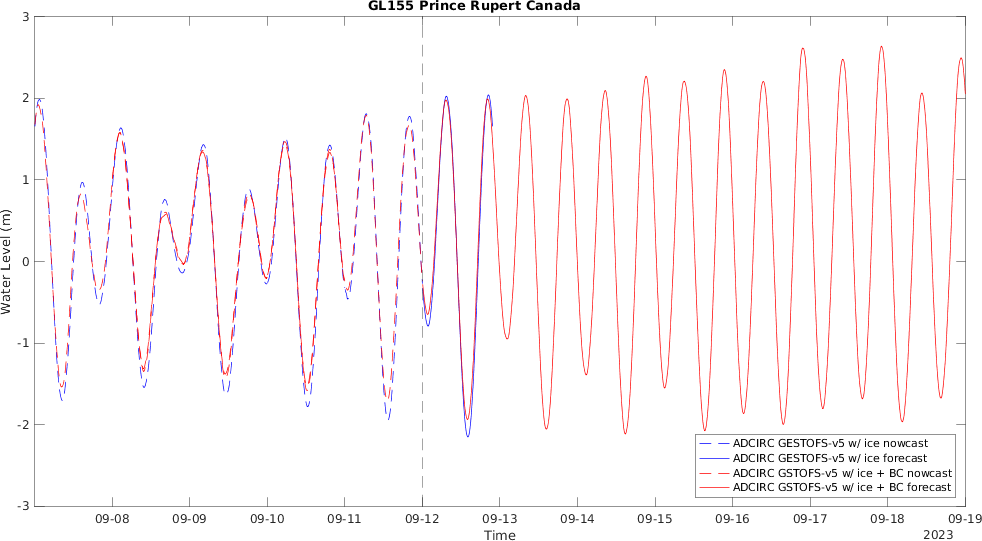 GL155 Prince Rupert Canada
3
2
1
0
-1
-2
-3
Water Level (m)
09-08 09-09 09-10 09-11 09-12 09-13 09-14 09-15 09-16 09-17 09-18 09-19
Time
2023
ADCIRC GESTOFS-v5 w/ ice nowcast
ADCIRC GESTOFS-v5 w/ ice forecast
ADCIRC GSTOFS-v5 w/ ice + BC nowcast
ADCIRC GSTOFS-v5 w/ ice + BC forecast